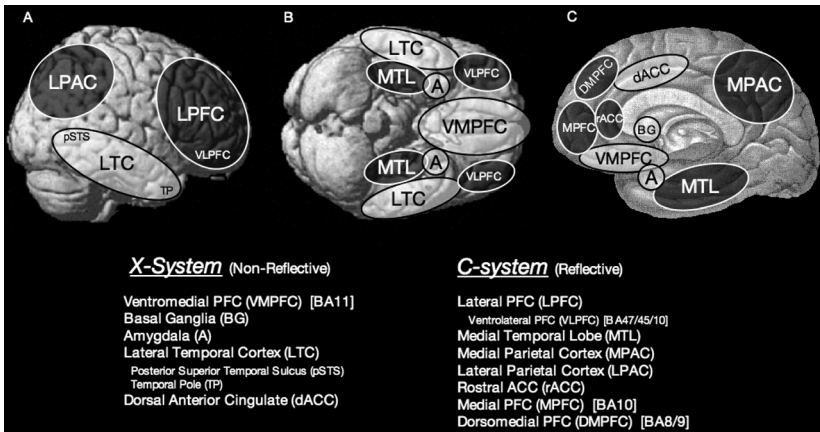 A
B
C
LPAC
LPFC
pSTS
LTC
VLPFC
TP
LTC
MTL
VLPFC
A
VMPFC
A
MTL
VLPFC
LTC
DMPFC
dACC
MPAC
MPFC
rACC
BG
VMPFC
A
MTL
X-System (Non-Reflective)
Ventromedial PFC (VMPFC) [BA11]
Basal Ganglia (BG)
Amygdala (A)
Lateral Temporal Cortex (LTC)
Posterior Superior Temporal Sulcus (pSTS)
Temporal Pole (TP)
Dorsal Anterior Cingulate (dACC)
C-system (Reflective)
Lateral PFC (LPFC)
Ventrolateral PFC (VLPFC) [BA47/45/10]
Medial Temporal Lobe (MTL)
Medial Parietal Cortex (MPAC)
Lateral Parietal Cortex (LPAC)
Rostral ACC (rACC)
Medial PFC (MPFC) [BA10]
Dorsomedial PFC (DMPFC) [BA8/9]